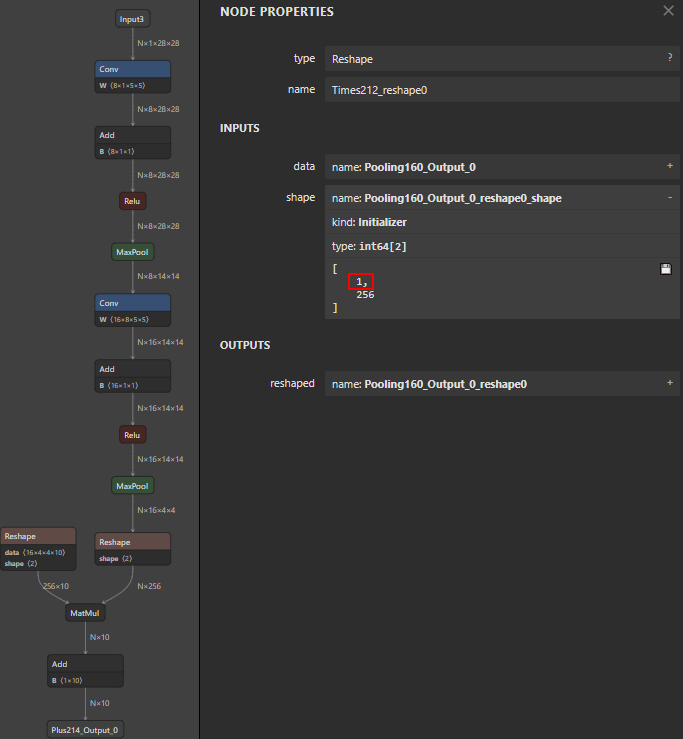 Input3
N×1×28×28
Conv
W ⟨8×1×5×5⟩
N×8×28×28
Add
B ⟨8×1×1⟩
N×8×28×28
Relu
N×8×28×28
MaxPool
N×8×14×14
Conv
W ⟨16×8×5×5⟩
N×16×14×14
Add
B ⟨16×1×1⟩
N×16×14×14
Relu
N×16×14×14
MaxPool
N×16×4×4
Reshape
data ⟨16×4×4×10⟩
shape ⟨2⟩
Reshape
shape ⟨2⟩
256×10
N×256
MatMul
N×10
Add
B ⟨1×10⟩
N×10
Plus214_Output_0
NODE PROPERTIES
type Reshape ?
name Times212_reshape0
INPUTS
data name: Pooling160_Output_0 +
shape name: Pooling160_Output_0_reshape0_shape -
kind: Initializer
type: int64[2]
[
1,
256
]
OUTPUTS
reshaped name: Pooling160_Output_0_reshape0 +